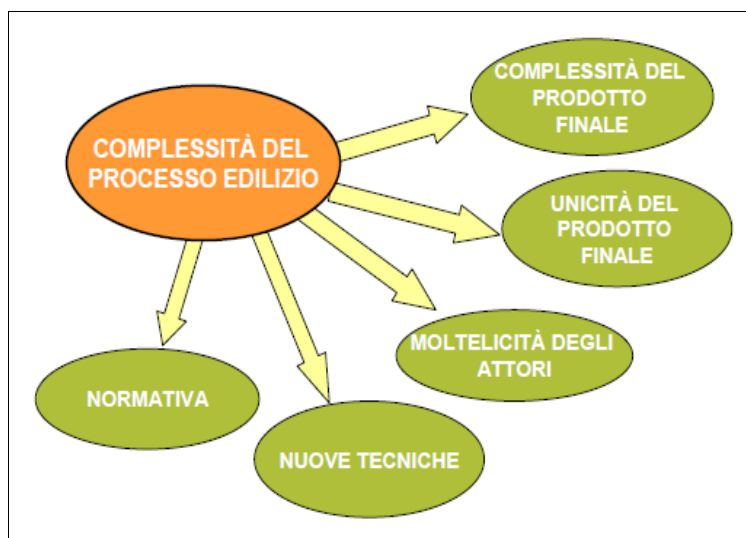 COMPLESSITÀ DEL
PRODOTTO
FINALE
COMPLESSITÀ DEL
PROCESSO EDILIZIO
UNICITÀ DEL
PRODOTTO
FINALE
MOLTELICITÀ DEGLI
ATTORI
NORMATIVA
NUOVE TECNICHE